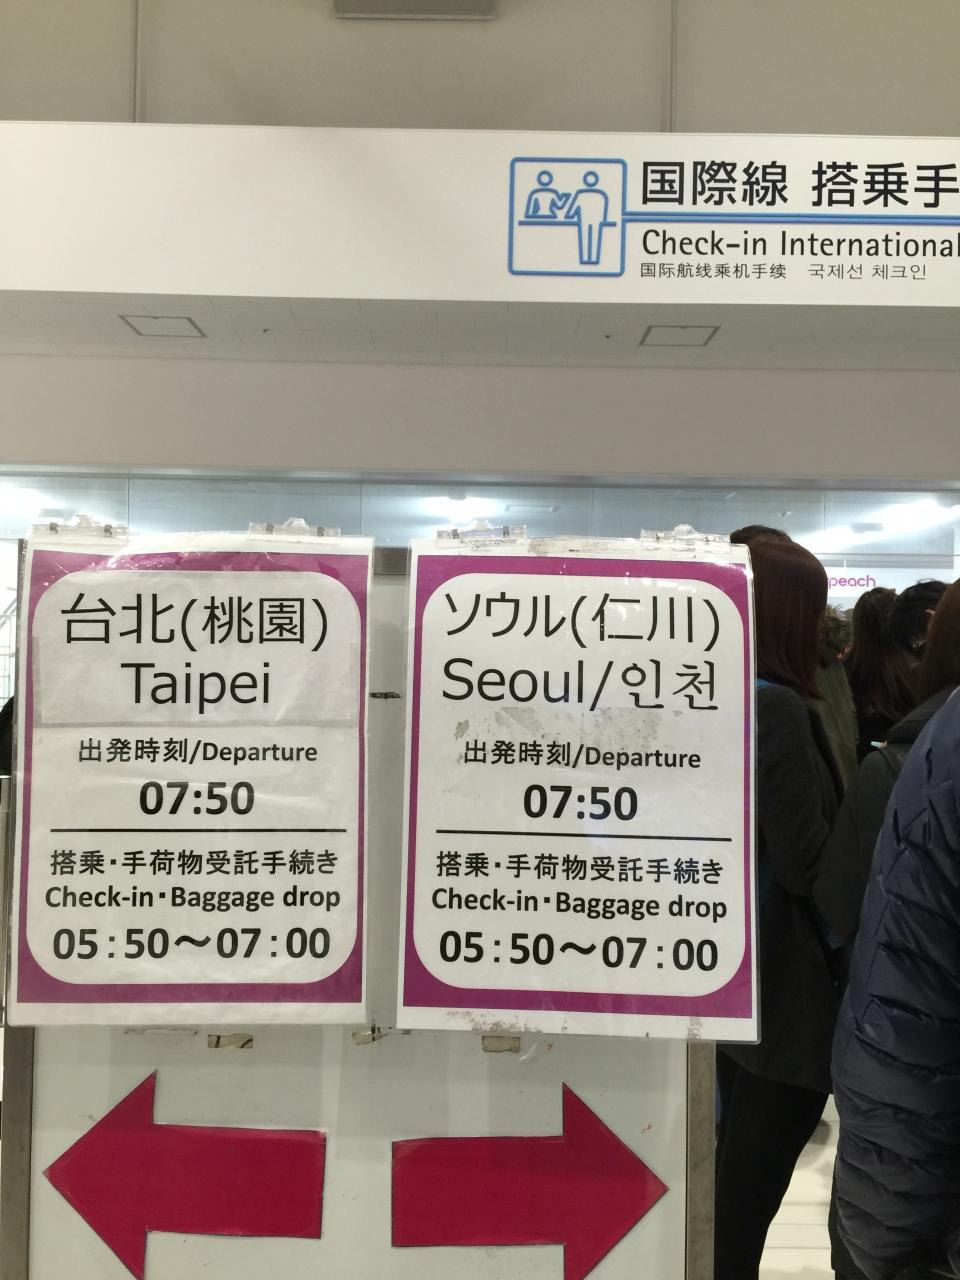 国際線 搭乗手
Check-in International
国际航线乘机手续 국제선 체크인
peach
台北(桃園)
Taipei
出発時刻/Departure
07:50
搭乗・手荷物受託手続き
Check-in・Baggage drop
05:50～07:00
ソウル(仁川)
Seoul/인천
出発時刻/Departure
07:50
搭乗・手荷物受託手続き
Check-in・Baggage drop
05:50～07:00